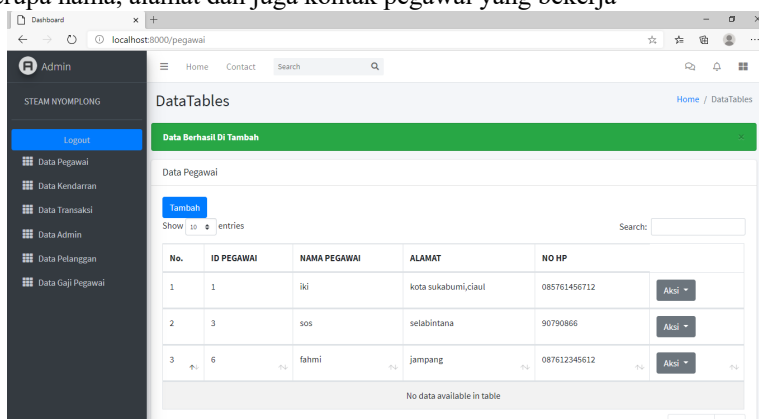 erupa nama, alamat dan juga kontak pegawai yang bekerja
Dashboard
localhost:8000/pegawai
Admin
Home Contact Search
STEAM NYOMPLONG
DataTables
Home / DataTables
Logout
Data Berhasil Di Tambah ×
Data Pegawai
Data Kendarran
Data Transaksi
Data Admin
Data Pelanggan
Data Gaji Pegawai
Data Pegawai
Tambah
Show 10 entries Search:
No. ID PEGAWAI NAMA PEGAWAI ALAMAT NO HP
1 1 iki kota sukabumi,ciaul 085761456712 Aksi
2 3 sos selabintana 90790866 Aksi
3 6 fahmi jampang 087612345612 Aksi
No data available in table